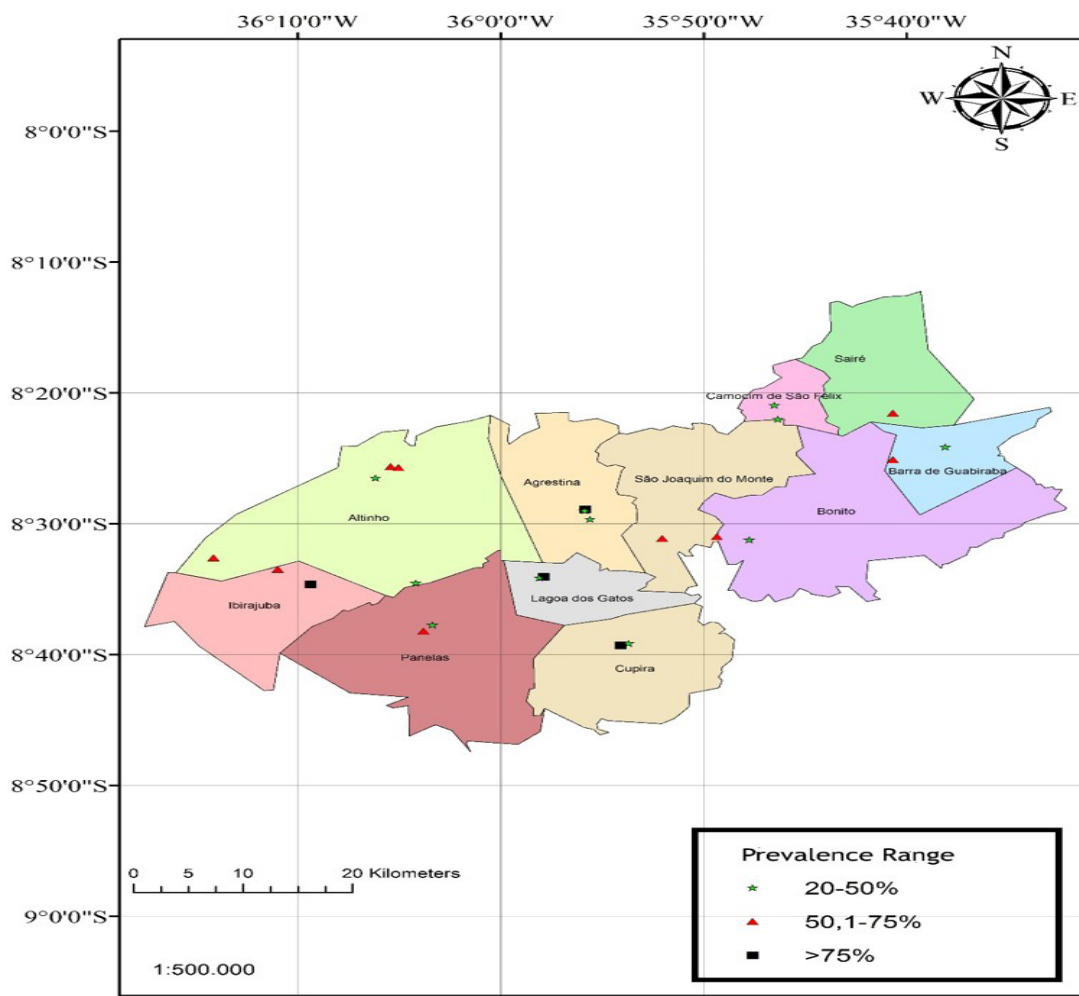 36°10'0"W 36°0'0"W 35°50'0"W 35°40'0"W
N
W E
S
8°0'0"S
8°10'0"S
8°20'0"S
8°30'0"S
8°40'0"S
8°50'0"S
9°0'0"S
Sairé
Camocim de São Félix
Barra de Guabiraba
São Joaquim do Monte
Agrestina
Bonito
Altinho
Lagoa dos Gatos
Ibirajuba
Panelas
Cupira
0 5 10 20 Kilometers
1:500.000
Prevalence Range
20-50%
50,1-75%
>75%